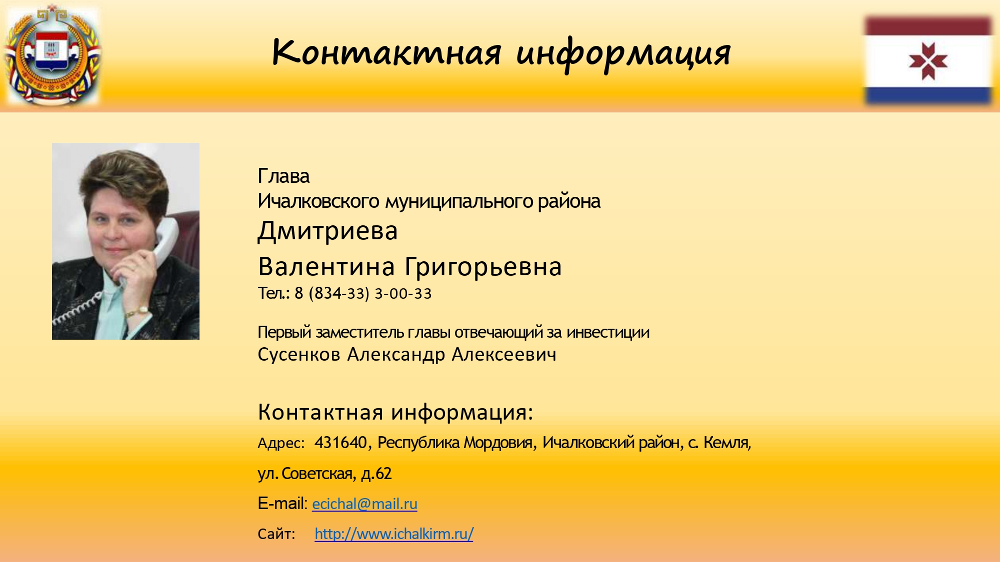 Контактная информация
Глава
Ичалковского муниципального района
Дмитриева
Валентина Григорьевна
Тел.: 8 (834-33) 3-00-33
Первый заместитель главы отвечающий за инвестиции
Сусенков Александр Алексеевич
Контактная информация:
Адрес: 431640, Республика Мордовия, Ичалковский район, с. Кемля,
ул. Советская, д.62
E-mail: ecichal@mail.ru
Сайт: http://www.ichalkirm.ru/